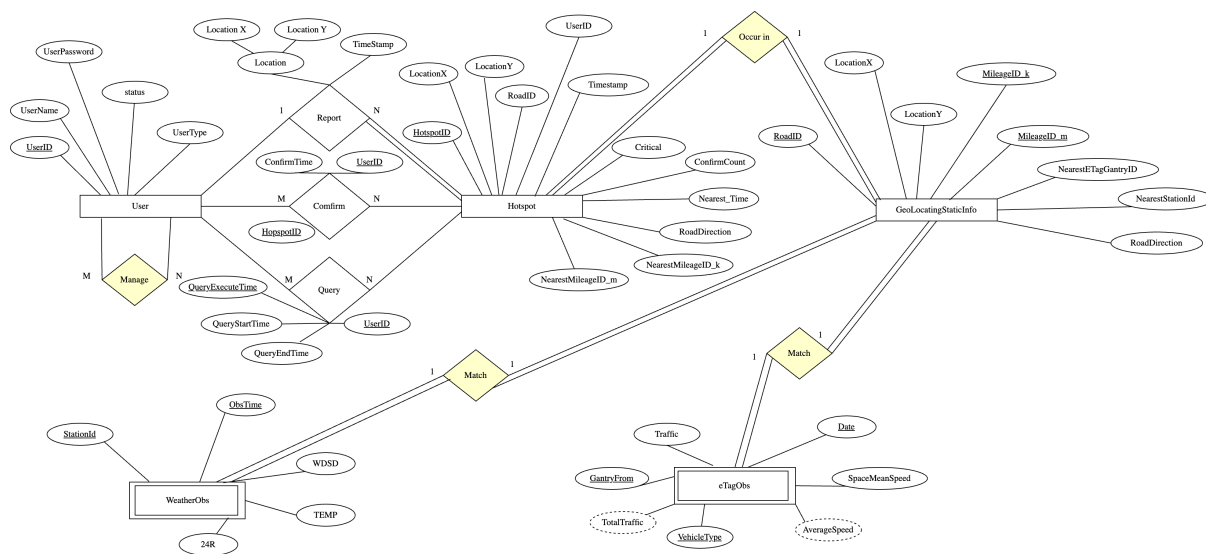 Location X
Location Y
UserID
1
Occur in
1
UserPassword
TimeStamp
Location
LocationX
LocationY
LocationX
MileageID_k
status
RoadID
Timestamp
UserName
1
Report
N
LocationY
UserType
HotspotID
RoadID
MileageID_m
UserID
Critical
ConfirmTime
UserID
ConfirmCount
NearestETagGantryID
User
M
Comfirm
N
Hotspot
Nearest_Time
GeoLocatingStaticInfo
NearestStationId
HopspotID
RoadDirection
RoadDirection
M
Manage
N
M
Query
N
NearestMileageID_k
NearestMileageID_m
QueryExecuteTime
QueryStartTime
UserID
QueryEndTime
1
Match
1
1
Match
1
ObsTime
StationId
Traffic
Date
WDSD
GantryFrom
eTagObs
SpaceMeanSpeed
WeatherObs
TEMP
TotalTraffic
VehicleType
AverageSpeed
24R